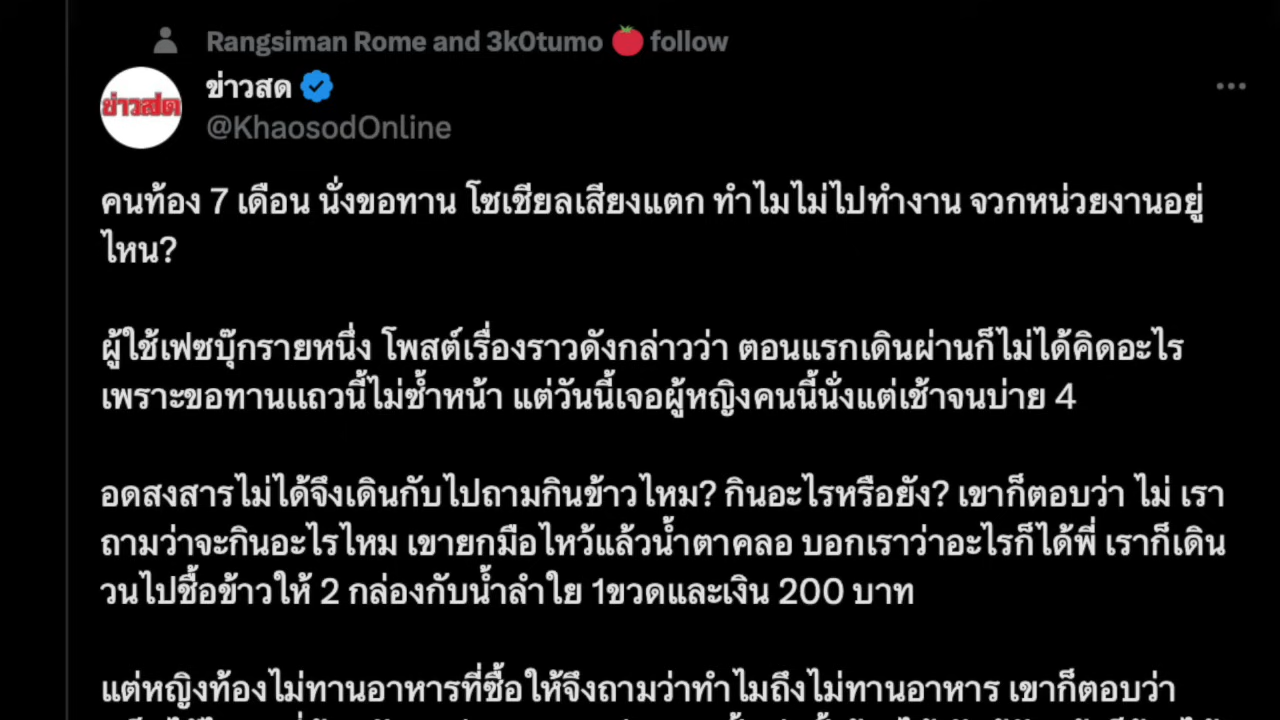 Rangsiman Rome and 3k0tumo 🍅 follow
ข่าวสด
ข่าวสด
@KhaosodOnline
คนท้อง 7 เดือน นั่งขอทาน โซเชียลเสียงแตก ทำไมไม่ไปทำงาน จวกหน่วยงานอยู่
ไหน?
ผู้ใช้เฟซบุ๊กรายหนึ่ง โพสต์เรื่องราวดังกล่าวว่า ตอนแรกเดินผ่านก็ไม่ได้คิดอะไร
เพราะขอทานแถวนี้ไม่ซ้ำหน้า แต่วันนี้เจอผู้หญิงคนนี้นั่งแต่เช้าจนบ่าย 4
อดสงสารไม่ได้จึงเดินกับไปถามกินข้าวไหม? กินอะไรหรือยัง? เขาก็ตอบว่า ไม่ เรา
ถามว่าจะกินอะไรไหม เขายกมือไหว้แล้วน้ำตาคลอ บอกเราว่าอะไรก็ได้พี่ เราก็เดิน
วนไปซื้อข้าวให้ 2 กล่องกับน้ำลำใย 1ขวดและเงิน 200 บาท
แต่หญิงท้องไม่ทานอาหารที่ซื้อให้จึงถามว่าทำไมถึงไม่ทานอาหาร เขาก็ตอบว่า